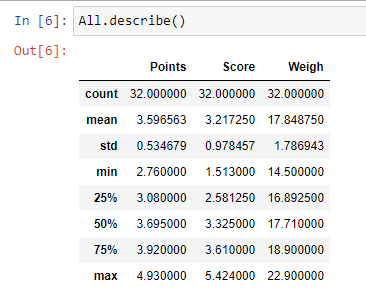 In [6]: All.describe()
Out[6]:
Points Score Weigh
count 32.000000 32.000000 32.000000
mean 3.596563 3.217250 17.848750
std 0.534679 0.978457 1.786943
min 2.760000 1.513000 14.500000
25% 3.080000 2.581250 16.892500
50% 3.695000 3.325000 17.710000
75% 3.920000 3.610000 18.900000
max 4.930000 5.424000 22.900000